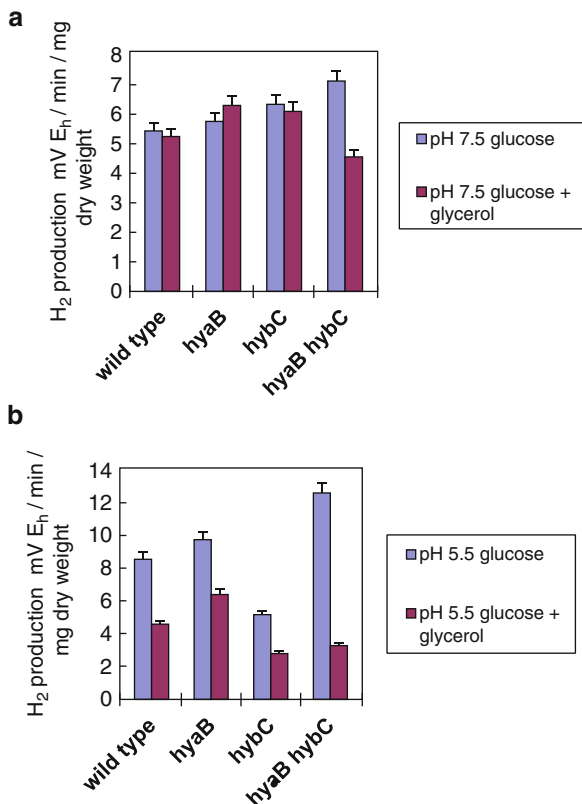 a
H2 production mV Eh / min / mg
dry weight
7
6
5
4
3
2
1
0
wild type
hyaB
hybC
hyaB hybC
pH 7.5 glucose
pH 7.5 glucose +
glycerol
b
H2 production mV Eh / min /
mg dry weight
14
12
10
8
6
4
2
0
wild type
hyaB
hybC
hyaB hybC
pH 5.5 glucose
pH 5.5 glucose +
glycerol